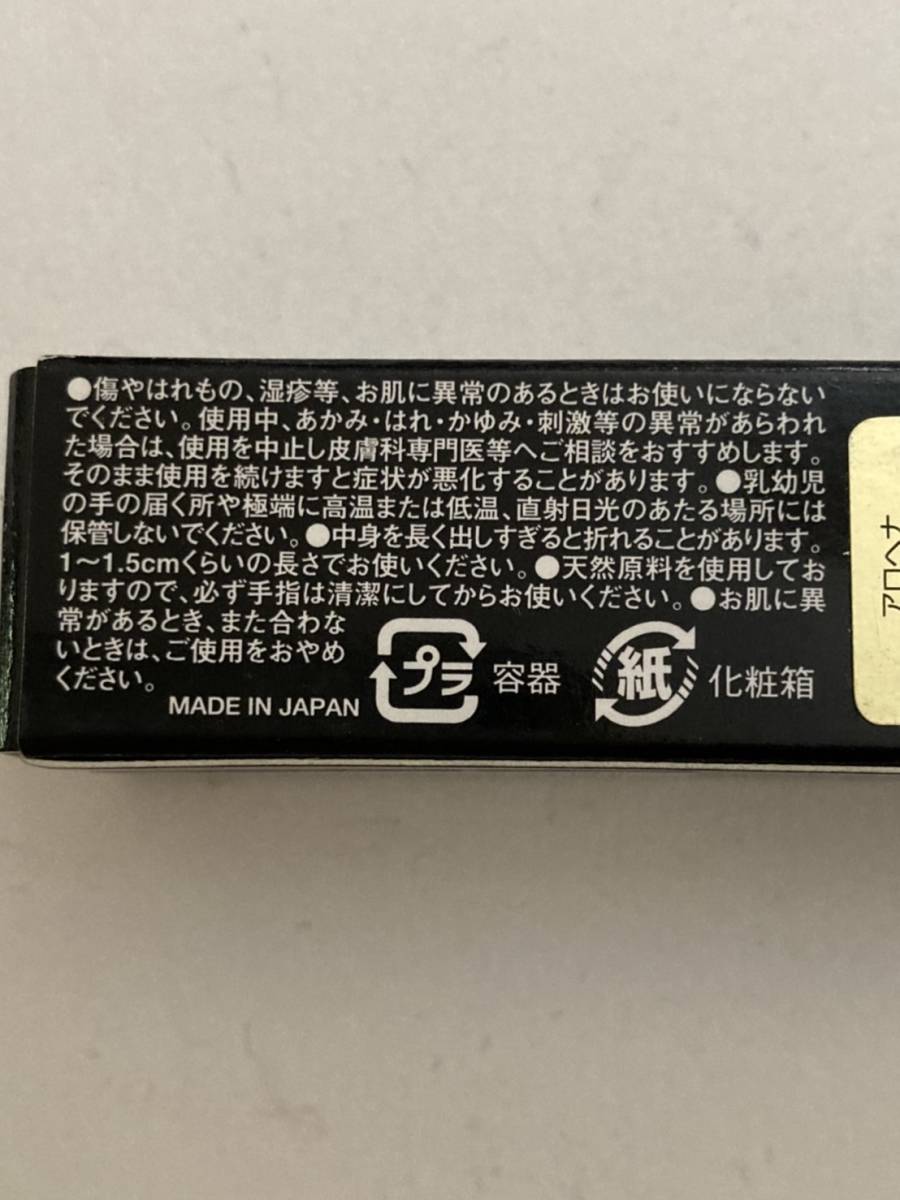 ●傷やはれもの、湿疹等、お肌に異常のあるときはお使いにならない
でください。使用中、あかみ・はれ・かゆみ・刺激等の異常があらわれ
た場合は、使用を中止し皮膚科専門医等へご相談をおすすめします。
そのまま使用を続けますと症状が悪化することがあります。●乳幼児
の手の届く所や極端に高温または低温、直射日光のあたる場所には
保管しないでください。●中身を長く出しすぎると折れることがあります。
1〜1.5cmくらいの長さでお使いください。●天然原料を使用してお
りますので、必ず手指は清潔にしてからお使いください。●お肌に異
常があるとき、また合わな
いときは、ご使用をおやめ
ください。
MADE IN JAPAN
プラ
容器
紙
化粧箱
アロヘナ